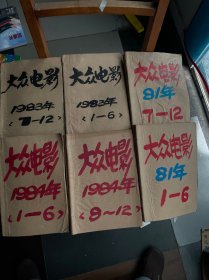 大众电影
1983年
<7-12>
大众电影
1983年
<1-6>
大众电影
81年
7-12
大众电影
1984年
<1-6>
大众电影
1984年
<8-12>
大众电影
81年
1-6